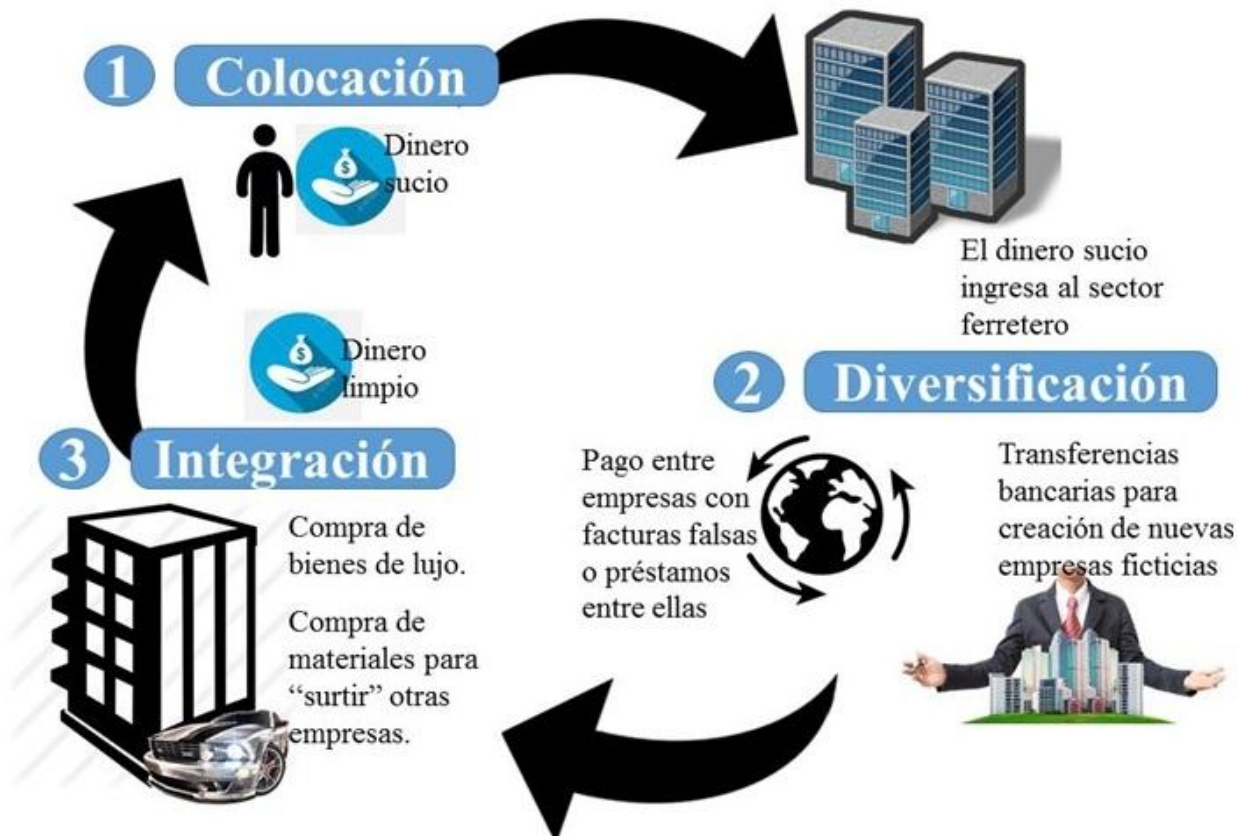 1 Colocación
Dinero
sucio
El dinero sucio
ingresa al sector
ferretero
2 Diversificación
Pago entre
empresas con
facturas falsas
o préstamos
entre ellas
Transferencias
bancarias para
creación de nuevas
empresas ficticias
3 Integración
Compra de
bienes de lujo.
Compra de
materiales para
“surtir” otras
empresas.
Dinero
limpio